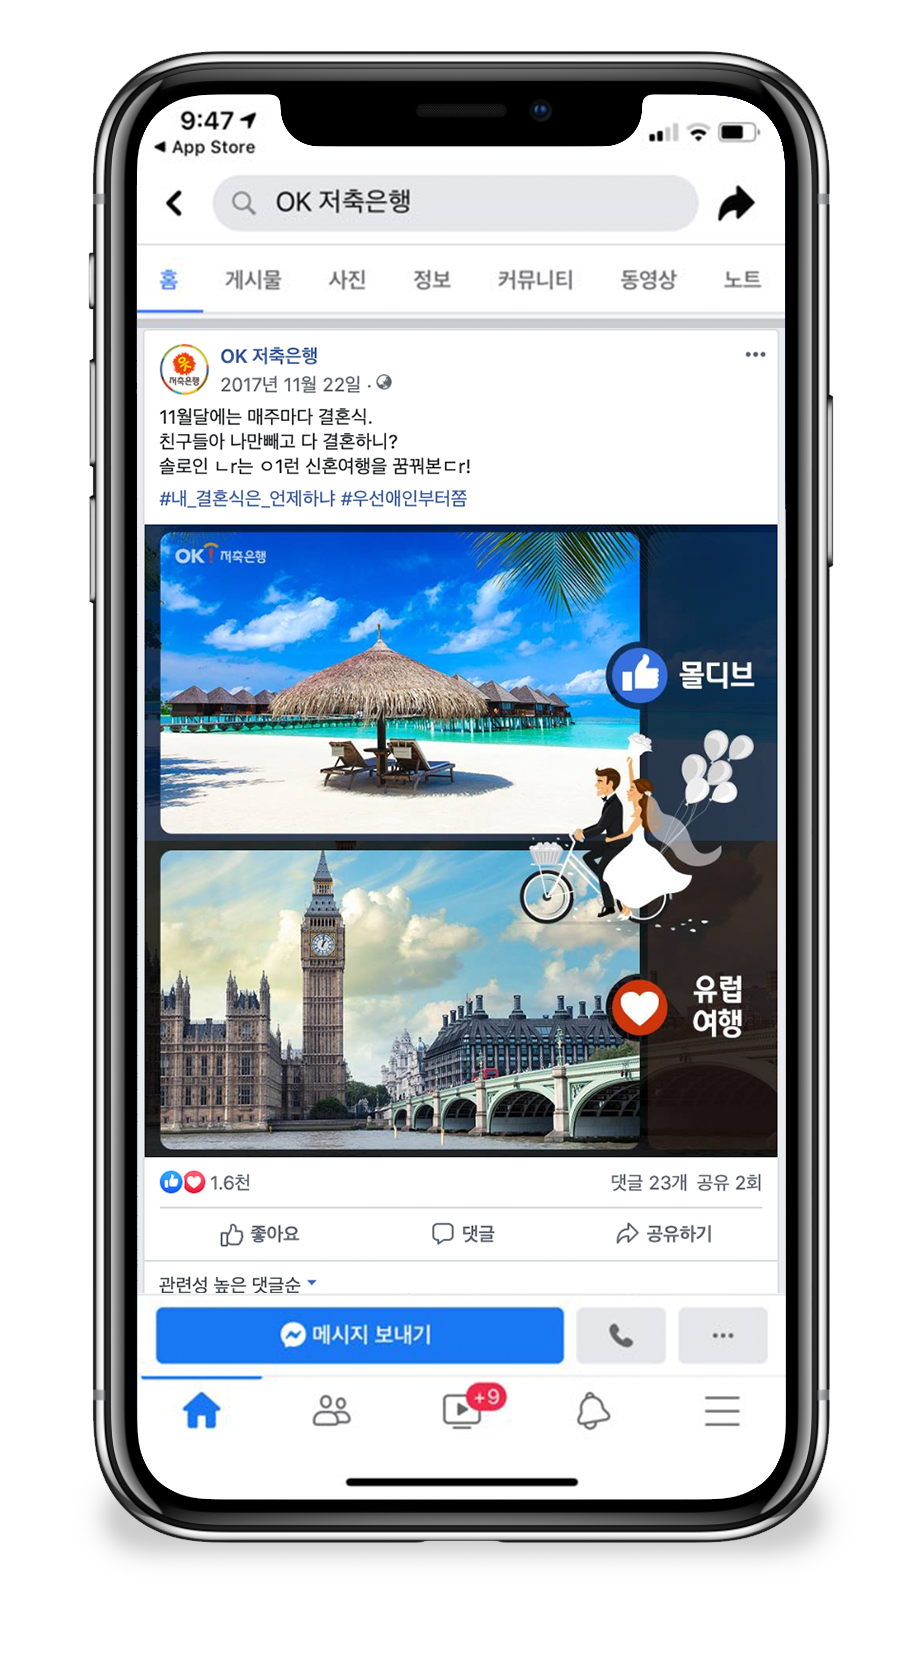 9:47
App Store
OK 저축은행
홈 게시물 사진 정보 커뮤니티 동영상 노트
저축은행
OK 저축은행
2017년 11월 22일 ·
11월달에는 매주마다 결혼식.
친구들아 나만빼고 다 결혼하니?
솔로인 ㄴr는 ㅇ1런 신혼여행을 꿈꿔본ㄷr!
#내_결혼식은_언제하냐 #우선애인부터쫌
OK! 저축은행
몰디브
유럽
여행
1.6천 댓글 23개 공유 2회
좋아요 댓글 공유하기
관련성 높은 댓글순
메시지 보내기
+9